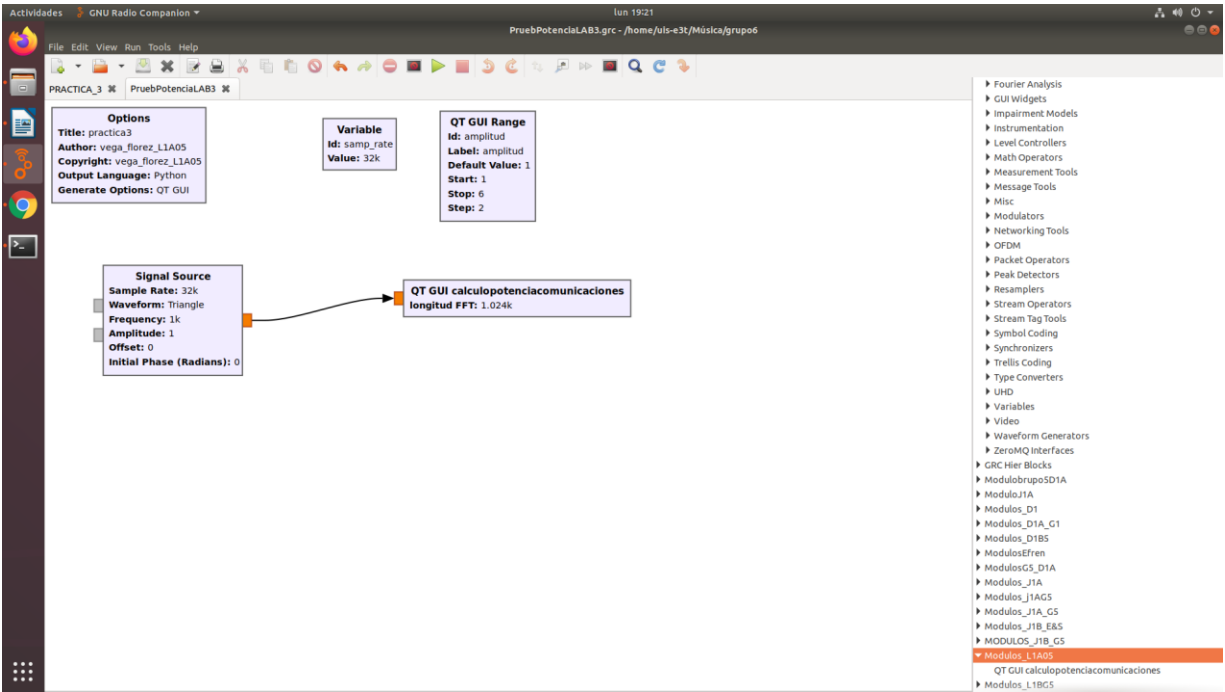 Actividades GNU Radio Companion ▾ lun 19:21
PruebPotenciaLAB3.grc - /home/uis-e3t/Música/grupo6
File Edit View Run Tools Help
PRACTICA_3 ✖ PruebPotenciaLAB3 ✖
Options
Title: practica3
Author: vega_florez_L1A05
Copyright: vega_florez_L1A05
Output Language: Python
Generate Options: QT GUI
Variable
Id: samp_rate
Value: 32k
QT GUI Range
Id: amplitud
Label: amplitud
Default Value: 1
Start: 1
Stop: 6
Step: 2
Signal Source
Sample Rate: 32k
Waveform: Triangle
Frequency: 1k
Amplitude: 1
Offset: 0
Initial Phase (Radians): 0
QT GUI calculopotenciacomunicaciones
longitud FFT: 1.024k
Fourier Analysis
GUI Widgets
Impairment Models
Instrumentation
Level Controllers
Math Operators
Measurement Tools
Message Tools
Misc
Modulators
Networking Tools
OFDM
Packet Operators
Peak Detectors
Resamplers
Stream Operators
Stream Tag Tools
Symbol Coding
Synchronizers
Trellis Coding
Type Converters
UHD
Variables
Video
Waveform Generators
ZeroMQ Interfaces
GRC Hier Blocks
Modulobrupo5D1A
ModuloJ1A
Modulos_D1
Modulos_D1A_G1
Modulos_D1B5
ModulosEfren
ModulosG5_D1A
Modulos_J1A
Modulos_j1AG5
Modulos_J1A_G5
Modulos_J1B_E&S
MODULOS_J1B_G5
Modulos_L1A05
QT GUI calculopotenciacomunicaciones
Modulos_L1BG5